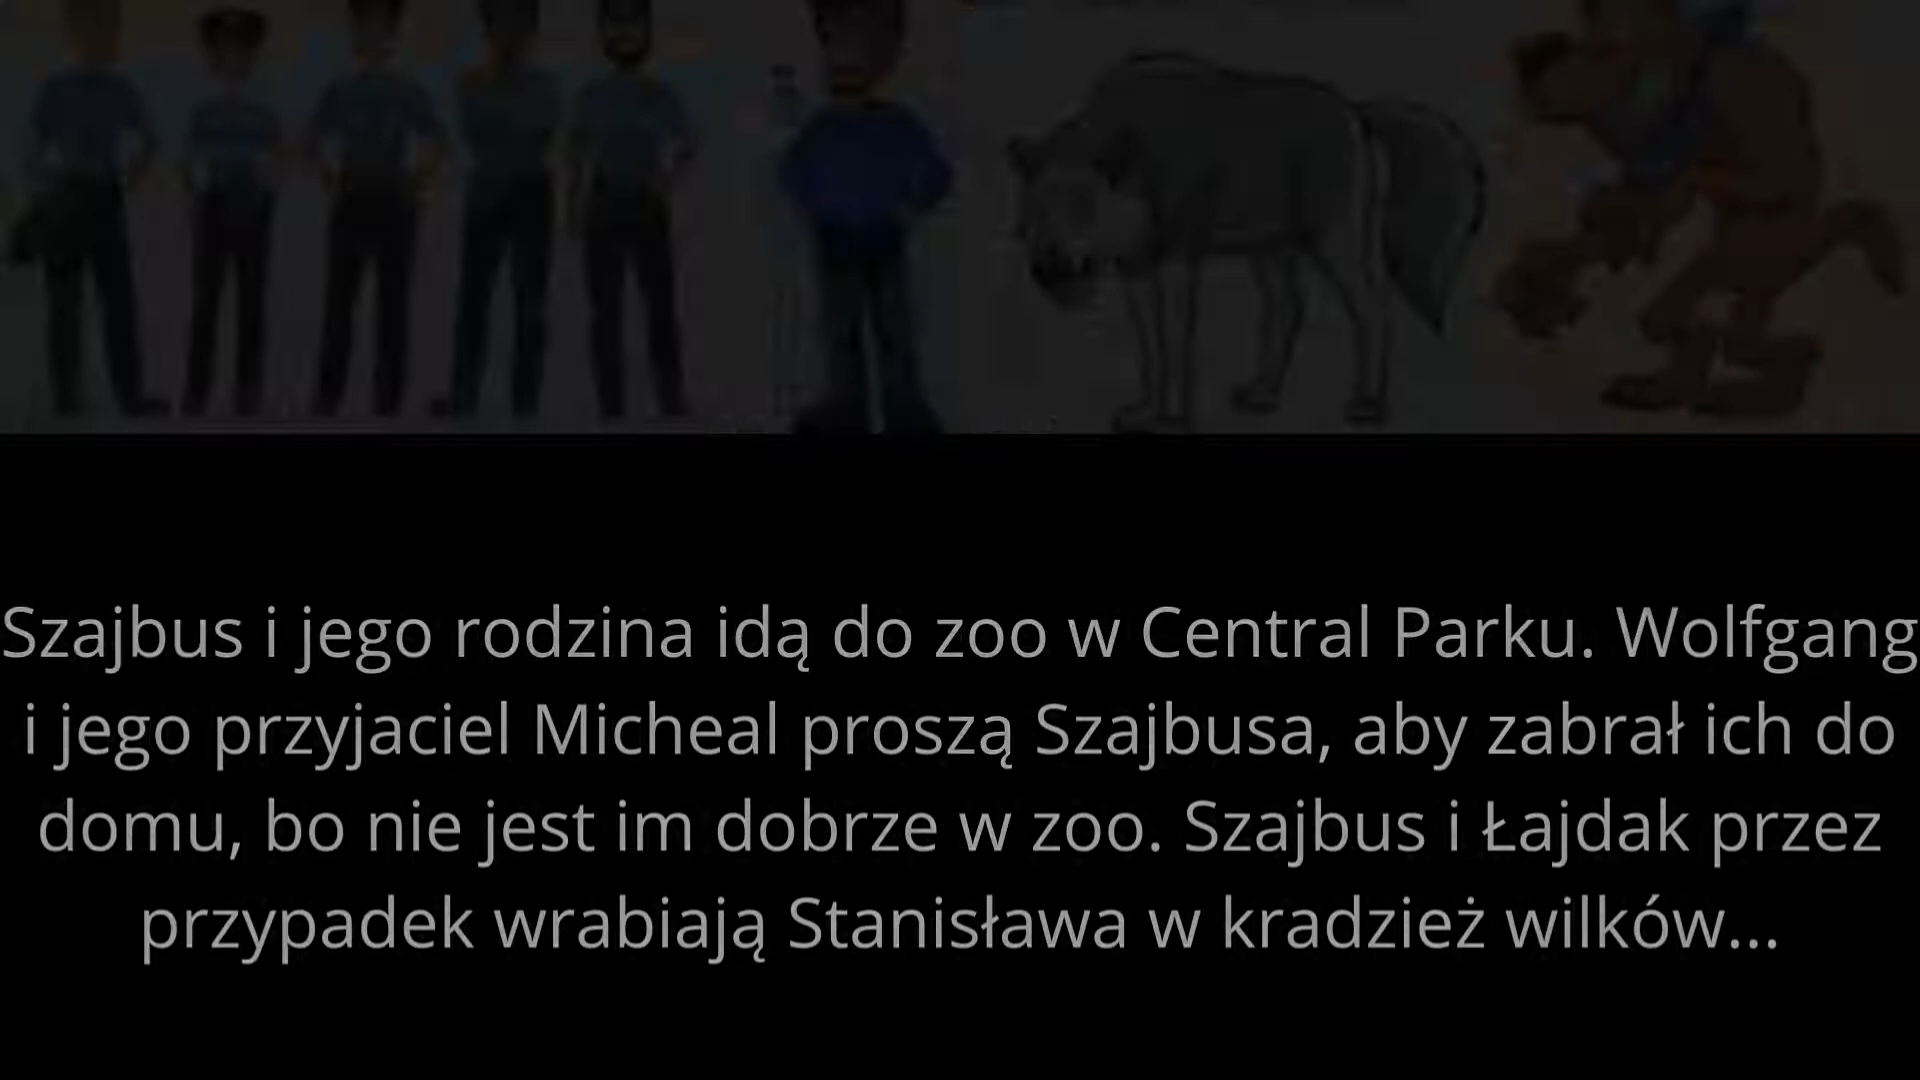 Szajbus i jego rodzina idą do zoo w Central Parku. Wolfgang
i jego przyjaciel Micheal proszą Szajbusa, aby zabrał ich do
domu, bo nie jest im dobrze w zoo. Szajbus i Łajdak przez
przypadek wrabiają Stanisława w kradzież wilków...